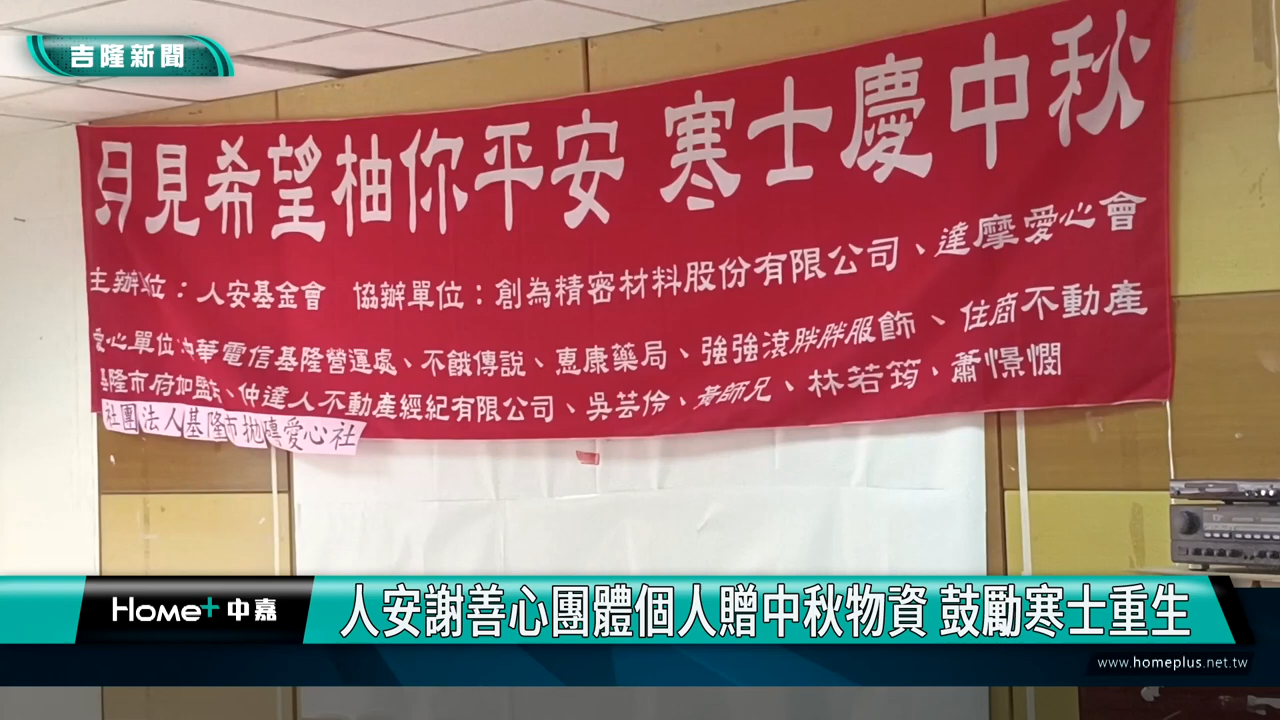 吉隆新聞
月見希望柚你平安 寒士慶中秋
主辦單位：人安基金會 協辦單位：創為精密材料股份有限公司、達摩愛心會
愛心單位:中華電信基隆營運處、不餓傳說、惠康藥局、強強滾胖胖服飾、住商不動產
基隆市府加盟店、仲達人不動產經紀有限公司、吳芸伶、黃師兄、林若筠、蕭憬憫
社團法人基隆市拋磚愛心社
Home+中嘉
人安謝善心團體個人贈中秋物資 鼓勵寒士重生
www.homeplus.net.tw